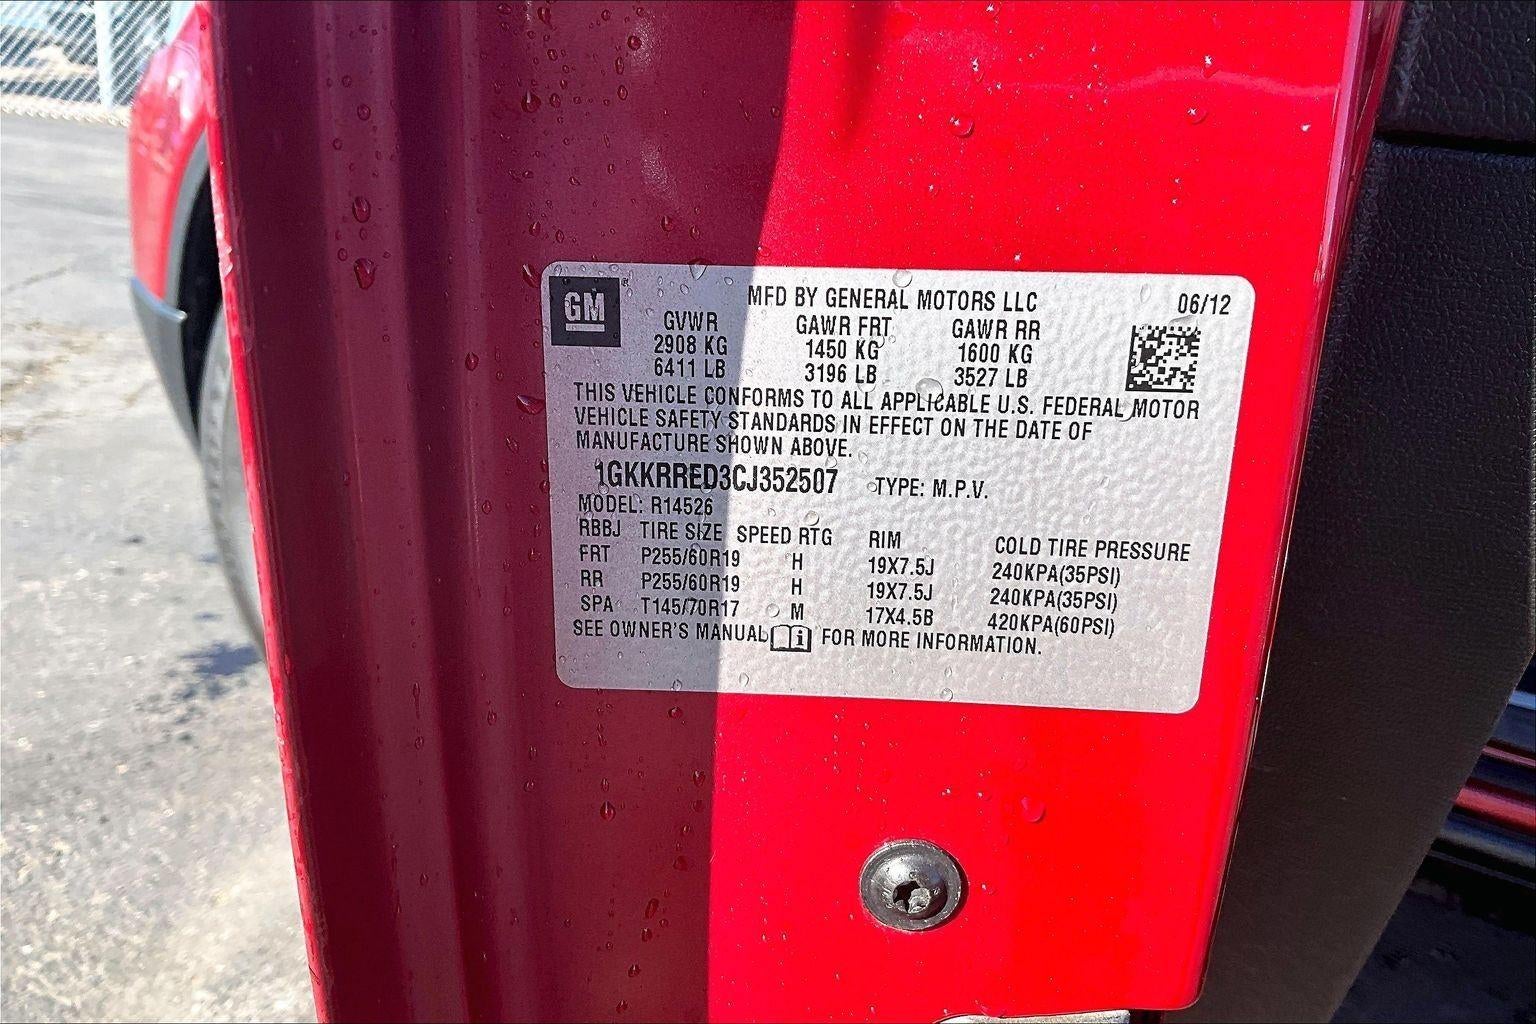 GM
MFD BY GENERAL MOTORS LLC 06/12
GVWR GAWR FRT GAWR RR
2908 KG 1450 KG 1600 KG
6411 LB 3196 LB 3527 LB
THIS VEHICLE CONFORMS TO ALL APPLICABLE U.S. FEDERAL MOTOR
VEHICLE SAFETY STANDARDS IN EFFECT ON THE DATE OF
MANUFACTURE SHOWN ABOVE.
1GKKRRED3CJ352507 TYPE: M.P.V.
MODEL: R14526
RBBJ TIRE SIZE SPEED RTG RIM COLD TIRE PRESSURE
FRT P255/60R19 H 19X7.5J 240KPA(35PSI)
RR P255/60R19 H 19X7.5J 240KPA(35PSI)
SPA T145/70R17 M 17X4.5B 420KPA(60PSI)
SEE OWNER'S MANUAL FOR MORE INFORMATION.